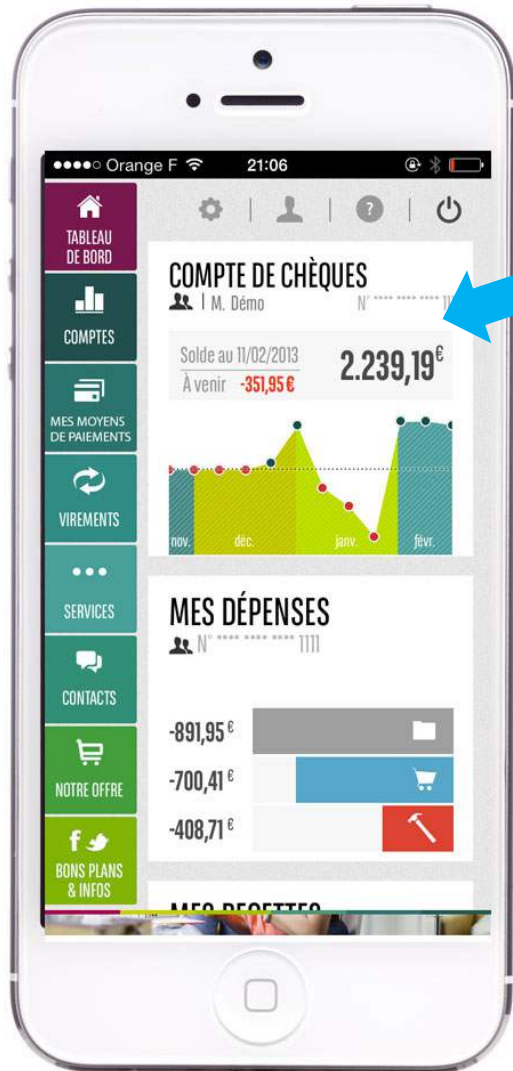 Orange F 21:06
TABLEAU
DE BORD
COMPTES
MES MOYENS
DE PAIEMENTS
VIREMENTS
SERVICES
CONTACTS
NOTRE OFFRE
BONS PLANS
& INFOS
COMPTE DE CHÈQUES
M. Démo N° **** **** ****
Solde au 11/02/2013
À venir -351,95 €
2.239,19 €
nov. déc. janv. févr.
MES DÉPENSES
N° **** **** **** 1111
-891,95 €
-700,41 €
-408,71 €
MES RECETTES